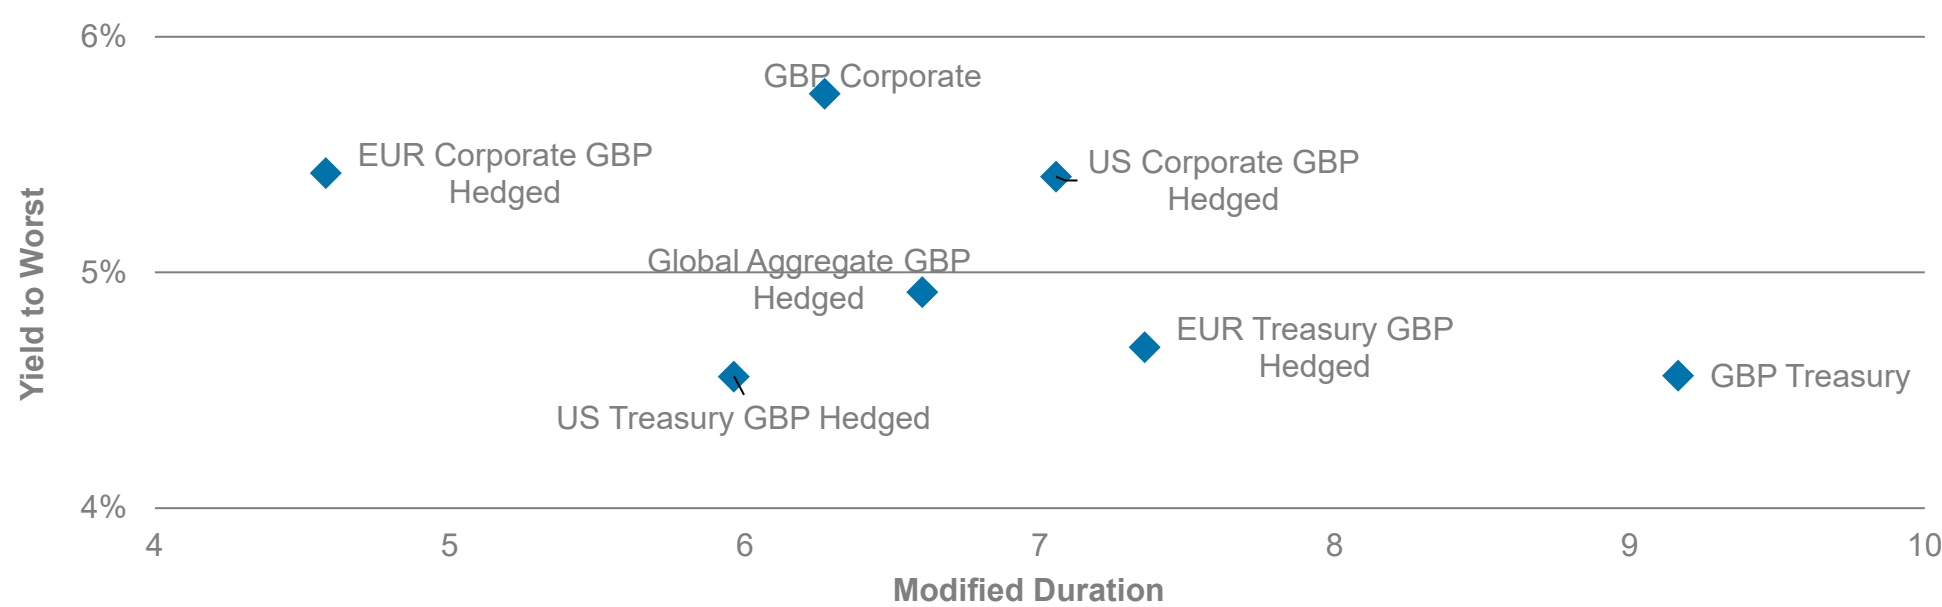 6%
GBP Corporate
EUR Corporate GBP
Hedged
US Corporate GBP
Hedged
Yield to Worst
5%
Global Aggregate GBP
Hedged
EUR Treasury GBP
Hedged
GBP Treasury
US Treasury GBP Hedged
4%
4 5 6 7 8 9 10
Modified Duration